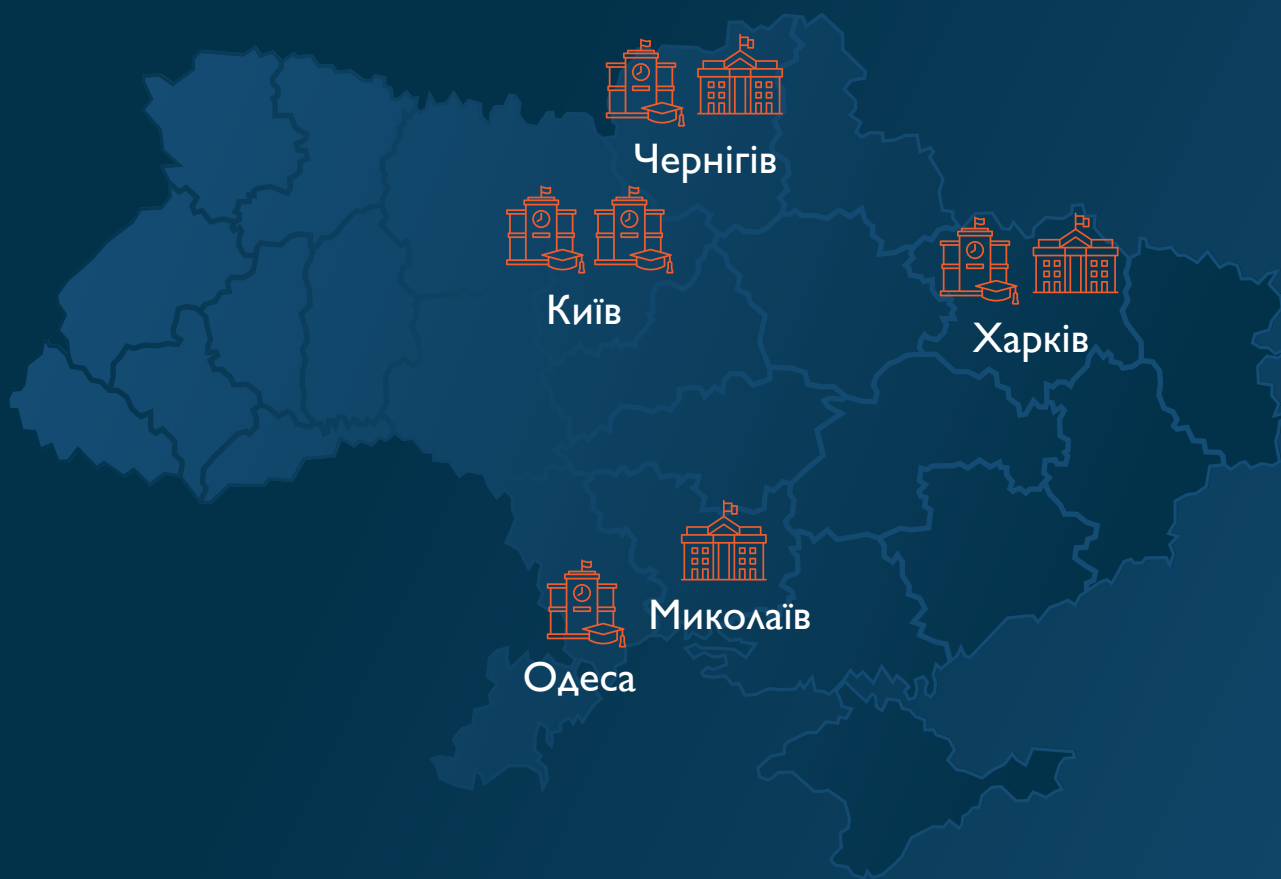 Чернігів
Київ
Харків
Миколаїв
Одеса